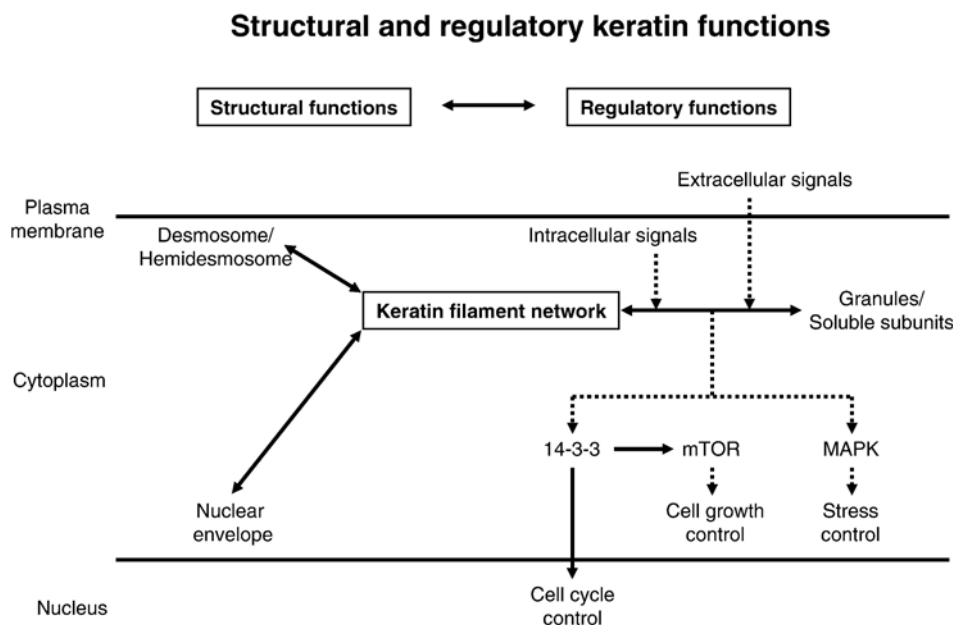 Structural and regulatory keratin functions
Structural functions
Regulatory functions
Extracellular signals
Plasma
membrane
Desmosome/
Hemidesmosome
Intracellular signals
Keratin filament network
Granules/
Soluble subunits
Cytoplasm
14-3-3
mTOR
MAPK
Nuclear
envelope
Cell growth
control
Stress
control
Nucleus
Cell cycle
control